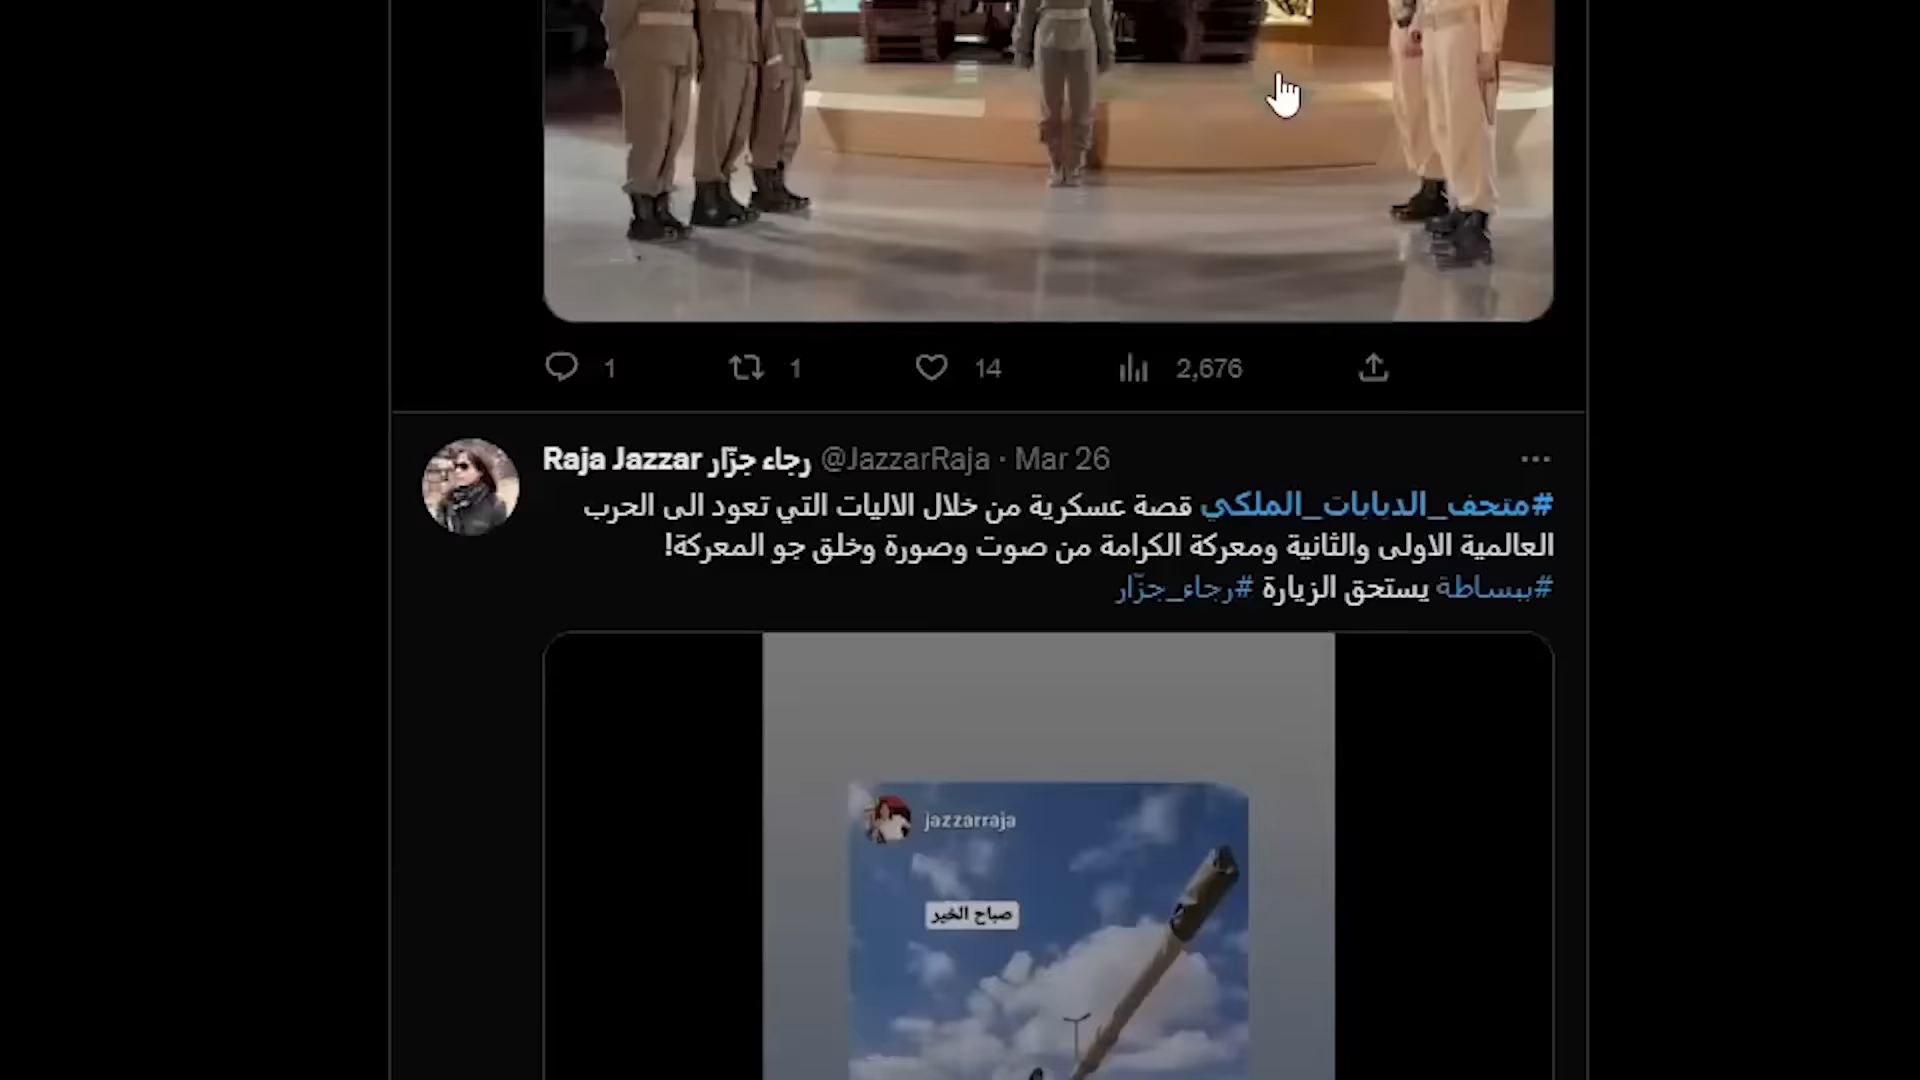 1 1 14 2,676
Raja Jazzar رجاء جزّار @JazzarRaja · Mar 26
#متحف_الدبابات_الملكي قصة عسكرية من خلال الاليات التي تعود الى الحرب
العالمية الاولى والثانية ومعركة الكرامة من صوت وصورة وخلق جو المعركة!
#ببساطة يستحق الزيارة #رجاء_جزّار
jazzarraja
صباح الخير